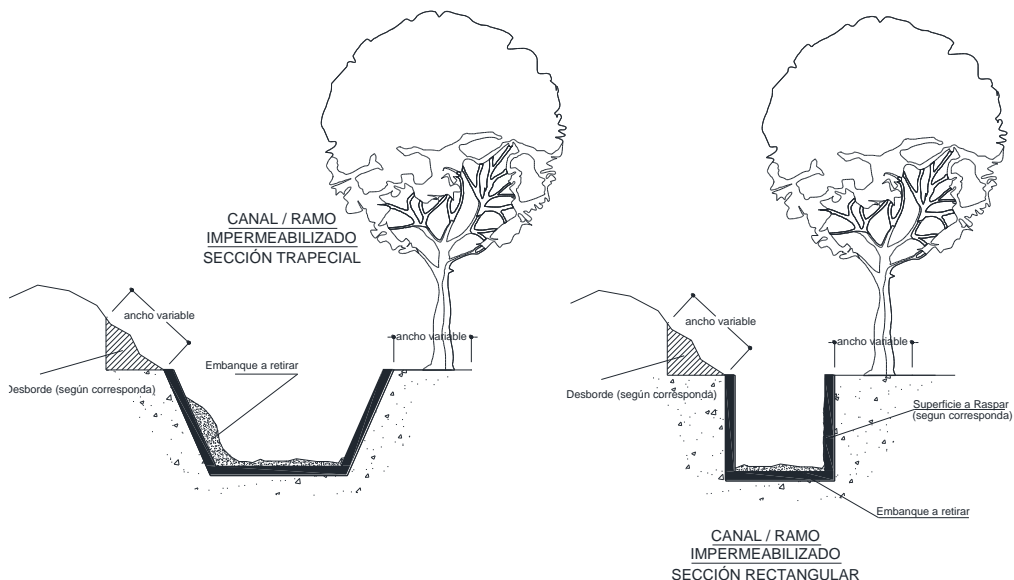 CANAL / RAMO
IMPERMEABILIZADO
SECCIÓN TRAPECIAL
ancho variable
ancho variable
Embanque a retirar
Desborde (según corresponda)
ancho variable
ancho variable
Desborde (según corresponda)
Superficie a Raspar
(segun corresponda)
Embanque a retirar
CANAL / RAMO
IMPERMEABILIZADO
SECCIÓN RECTANGULAR